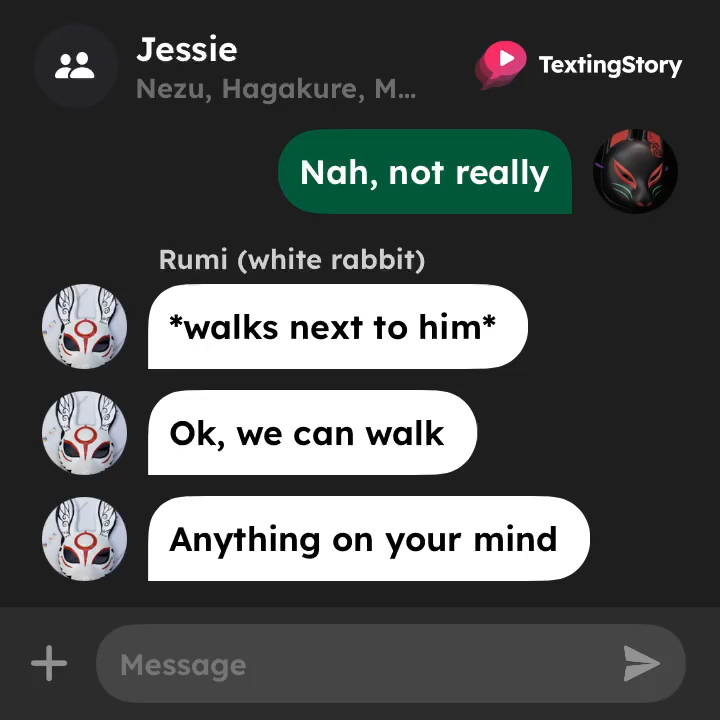 Jessie
Nezu, Hagakure, M...
TextingStory
Nah, not really
Rumi (white rabbit)
*walks next to him*
Ok, we can walk
Anything on your mind
Message